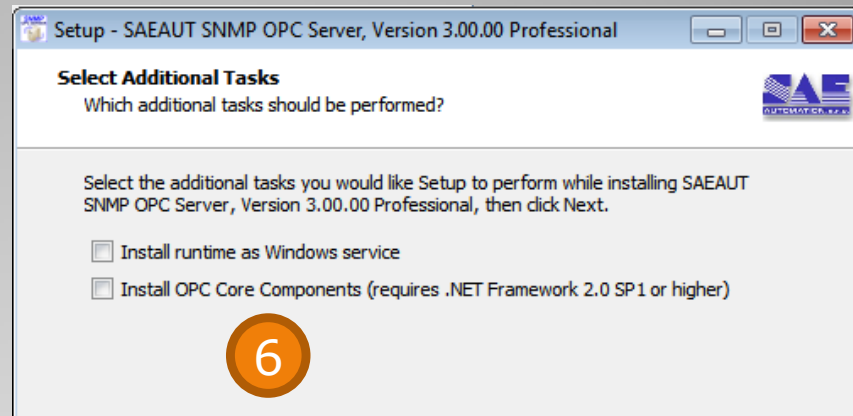 Setup - SAEAUT SNMP OPC Server, Version 3.00.00 Professional
Select Additional Tasks
Which additional tasks should be performed?
SAE
AUTOMATION, s.r.o.
Select the additional tasks you would like Setup to perform while installing SAEAUT
SNMP OPC Server, Version 3.00.00 Professional, then click Next.
Install runtime as Windows service
Install OPC Core Components (requires .NET Framework 2.0 SP1 or higher)
6